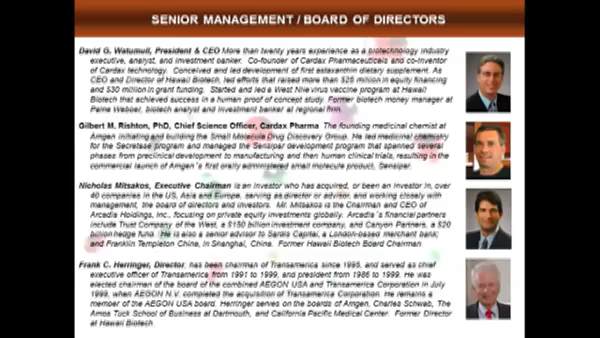 SENIOR MANAGEMENT / BOARD OF DIRECTORS
David G. Watumull, President & CEO More than twenty years experience as a biotechnology industry
executive, analyst, and investment banker. Co-founder of Cardax Pharmaceuticals and co-inventor
of Cardax technology. Conceived and led development of first astaxanthin dietary supplement. As
CEO and Director of Hawaii Biotech, led efforts that raised more than $25 million in equity financing
and $30 million in grant funding. Started and led a West Nile virus vaccine program at Hawaii
Biotech that achieved success in a human proof of concept study. Former biotech money manager at
Paine Webber, biotech analyst and investment banker at regional firm.
Gilbert M. Rishton, PhD, Chief Science Officer, Cardax Pharma The founding medicinal chemist at
Amgen initiating and building the Small Molecule Drug Discovery Group. He led medicinal chemistry
for the Secretase program and managed the Sensipar development program that spanned several
phases from preclinical development to manufacturing and then human clinical trials, resulting in the
commercial launch of Amgen's first orally administered small molecule product, Sensipar.
Nicholas Mitsakos, Executive Chairman is an investor who has acquired, or been an investor in, over
40 companies in the US, Asia and Europe, serving as director or advisor, and working closely with
management, the board of directors and investors. Mr. Mitsakos is the Chairman and CEO of
Arcadia Holdings, Inc., focusing on private equity investments globally. Arcadia's financial partners
include Trust Company of the West, a $150 billion investment company, and Canyon Partners, a $20
billion hedge fund. He is also a senior advisor to Sardis Capital, a London-based merchant bank;
and Franklin Templeton China, in Shanghai, China. Former Hawaii Biotech Board Chairman
Frank C. Herringer, Director, has been chairman of Transamerica since 1995, and served as chief
executive officer of Transamerica from 1991 to 1999, and president from 1986 to 1999. He was
elected chairman of the board of the combined AEGON USA and Transamerica Corporation in July
1999, when AEGON N.V. completed the acquisition of Transamerica Corporation. He remains a
member of the AEGON USA board. Herringer serves on the boards of Amgen, Charles Schwab, The
Amos Tuck School of Business at Dartmouth, and California Pacific Medical Center. Former Director
at Hawaii Biotech.